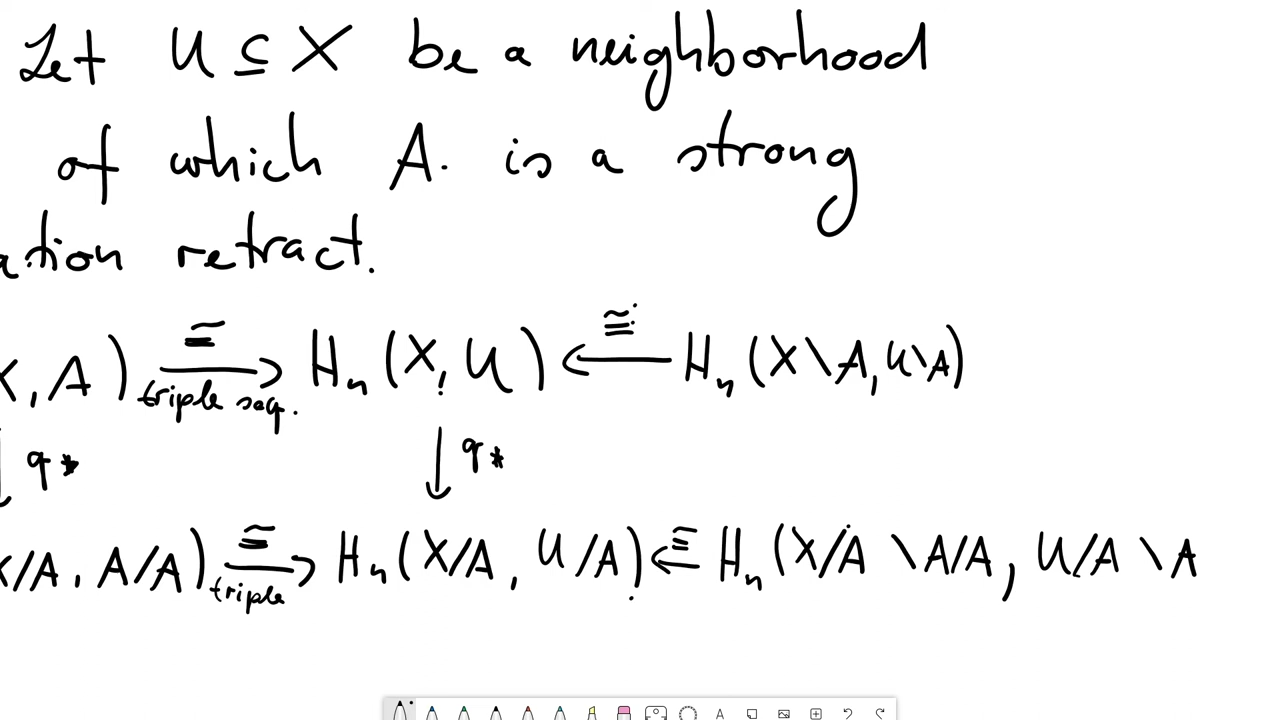 Let U ⊆ X be a neighborhood
of which A. is a strong
ation retract.
X, A) ≅ → triple seq. Hₙ(X, U) ← ≅ Hₙ(X\A, U\A)
↓ q* ↓ q*
X/A, A/A) ≅ → triple Hₙ(X/A, U/A) ← ≅ Hₙ(X/A \ A/A, U/A \ A